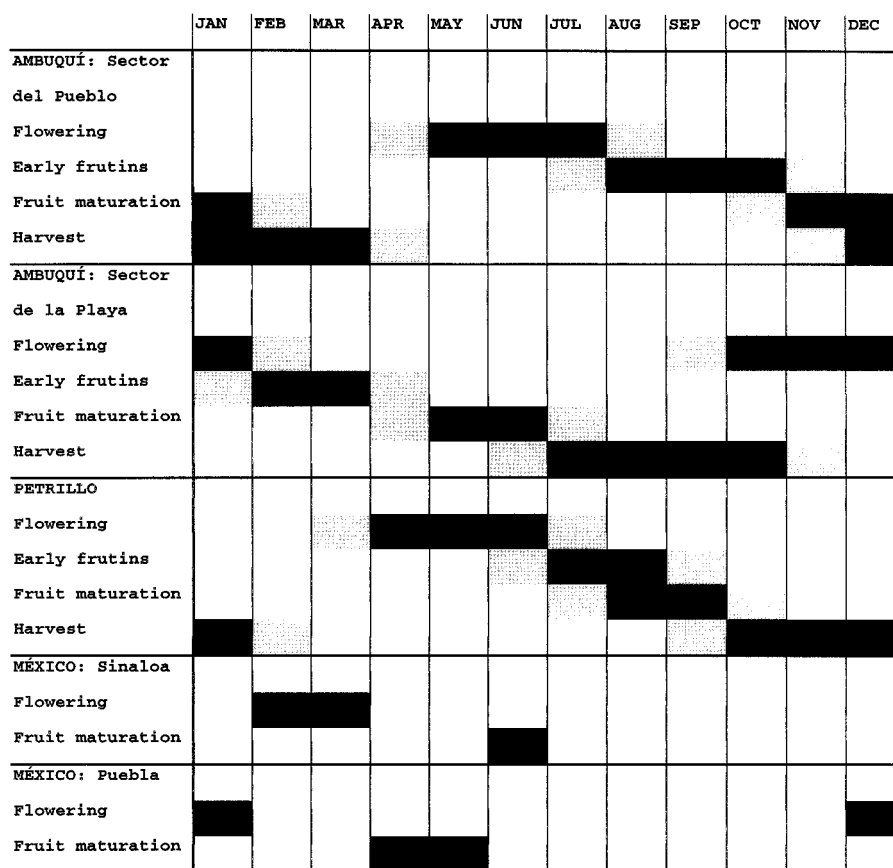 JAN FEB MAR APR MAY JUN JUL AUG SEP OCT NOV DEC
AMBUQUÍ: Sector
del Pueblo
Flowering
Early frutins
Fruit maturation
Harvest
AMBUQUÍ: Sector
de la Playa
Flowering
Early frutins
Fruit maturation
Harvest
PETRILLO
Flowering
Early frutins
Fruit maturation
Harvest
MÉXICO: Sinaloa
Flowering
Fruit maturation
MÉXICO: Puebla
Flowering
Fruit maturation